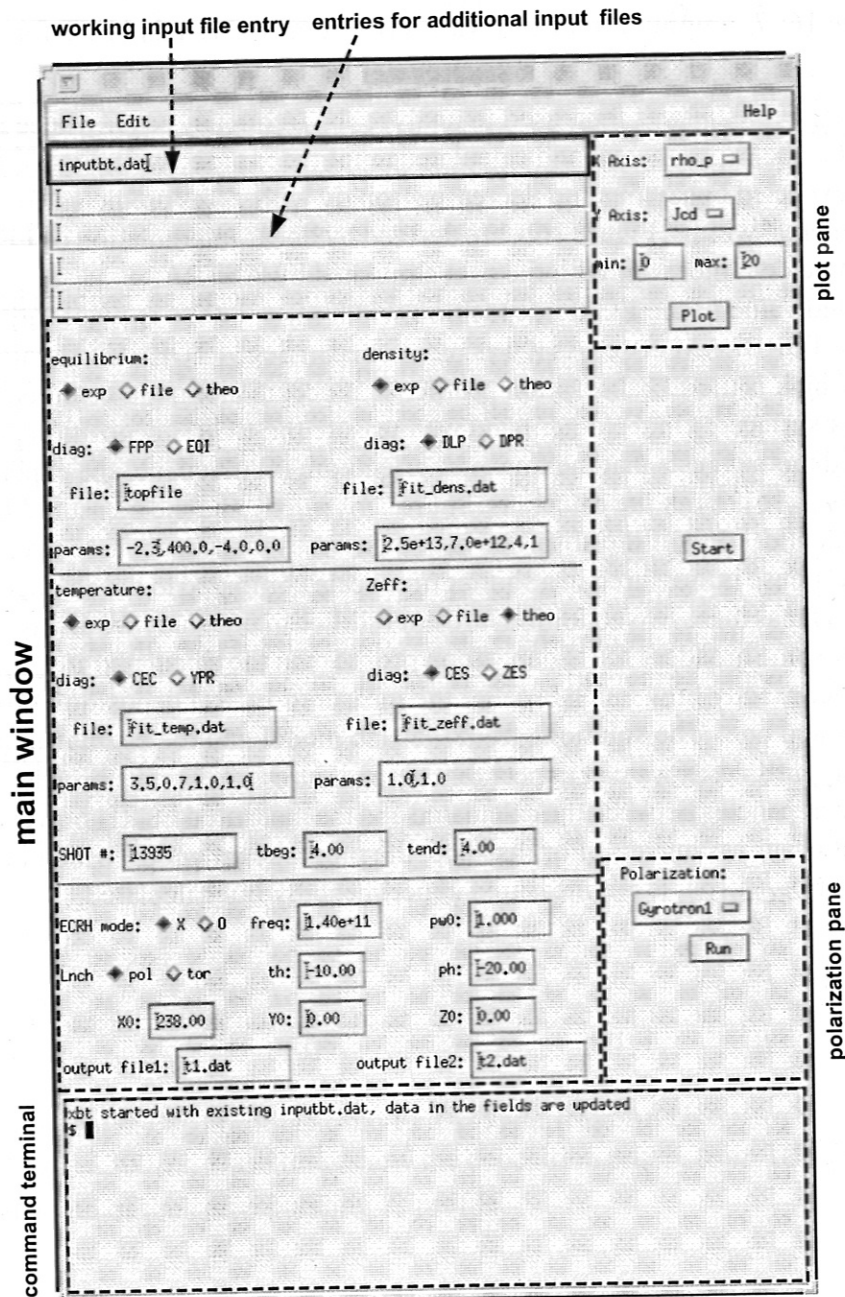 working input file entry entries for additional input files
File Edit Help
inputbt.dat
X Axis: rho_p
Y Axis: Jcd
min: 0 max: 20
Plot
plot pane
equilibrium: density:
exp file theo exp file theo
diag: FPP EQI diag: DLP DPR
file: topfile file: fit_dens.dat
params: -2.3,400.0,-4.0,0.0 params: 2.5e+13,7.0e+12,4,1
Start
temperature: Zeff:
exp file theo exp file theo
diag: CEC YPR diag: CES ZES
file: fit_temp.dat file: fit_zeff.dat
params: 3.5,0.7,1.0,1.0 params: 1.0,1.0
SHOT #: 13935 tbeg: 4.00 tend: 4.00
main window
ECRH mode: X O freq: 1.40e+11 pw0: 1.000
Lnch pol tor th: -10.00 ph: -20.00
X0: 238.00 Y0: 0.00 Z0: 0.00
output file1: t1.dat output file2: t2.dat
Polarization:
Gyrotron1
Run
polarization pane
xbt started with existing inputbt.dat, data in the fields are updated
$
command terminal